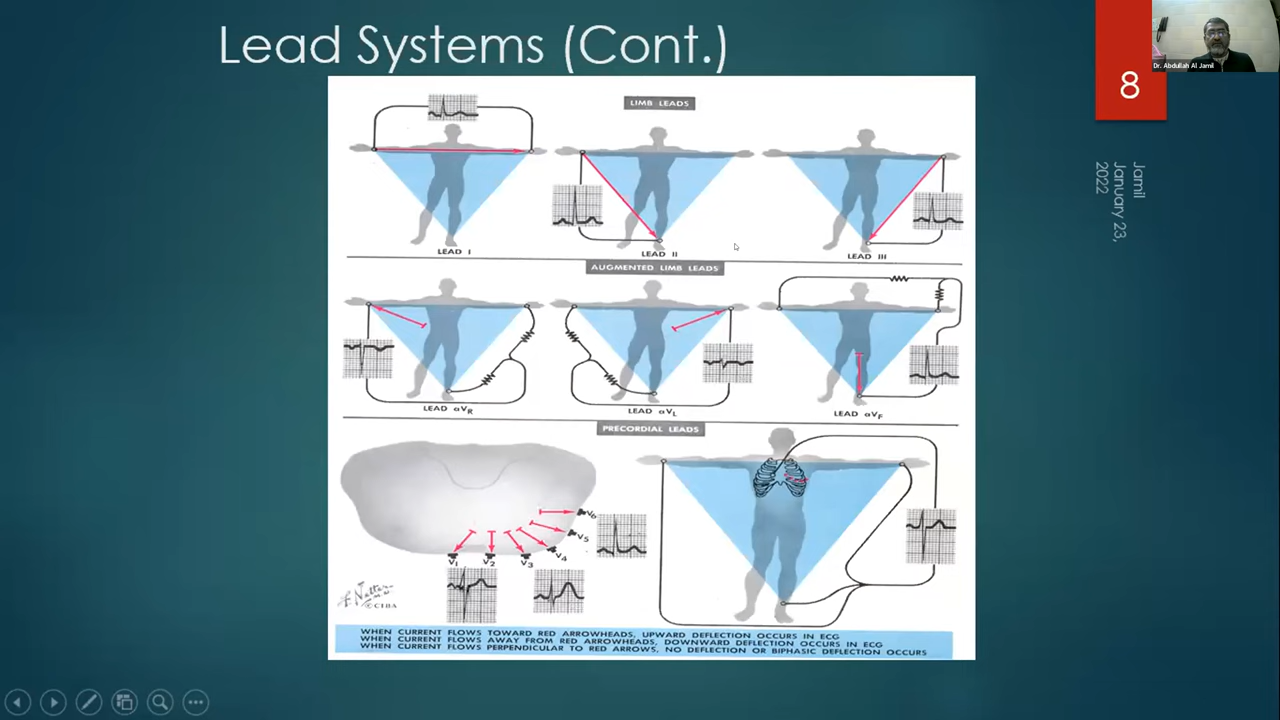 Lead Systems (Cont.)
8
Dr. Abdullah Al Jamil
Jamil
January 23,
2022
LIMB LEADS
LEAD I
LEAD II
LEAD III
AUGMENTED LIMB LEADS
LEAD aVR
LEAD aVL
LEAD aVF
PRECORDIAL LEADS
V6
V5
V4
V3
V2
V1
F. Netter
M.D.
©CIBA
WHEN CURRENT FLOWS TOWARD RED ARROWHEADS, UPWARD DEFLECTION OCCURS IN ECG
WHEN CURRENT FLOWS AWAY FROM RED ARROWHEADS, DOWNWARD DEFLECTION OCCURS IN ECG
WHEN CURRENT FLOWS PERPENDICULAR TO RED ARROWS, NO DEFLECTION OR BIPHASIC DEFLECTION OCCURS